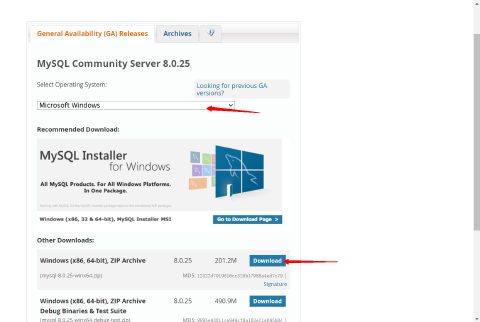 General Availability (GA) Releases
Archives
MySQL Community Server 8.0.25
Select Operating System:
Looking for previous GA
versions?
Microsoft Windows
Recommended Download:
MySQL Installer
for Windows
All MySQL Products. For All Windows Platforms.
In One Package.
Windows (x86, 32 & 64-bit), MySQL Installer MSI
Go to Download Page >
Other Downloads:
Windows (x86, 64-bit), ZIP Archive 8.0.25 201.2M Download
(mysql-8.0.25-winx64.zip) MD5: |
Signature
Windows (x86, 64-bit), ZIP Archive 8.0.25 490.9M Download
Debug Binaries & Test Suite
(mysql-8.0.25-winx64-debug-test.zip) MD5: |